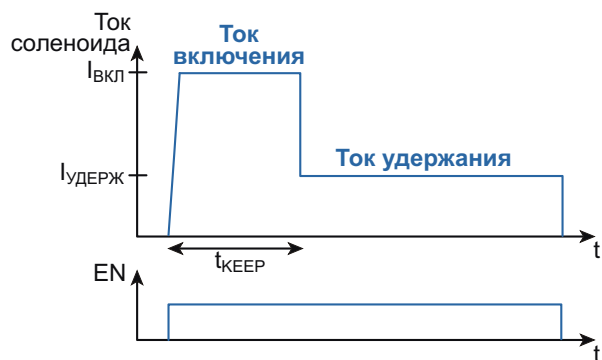 Ток
соленоида
Ток
включения
IВКЛ
Ток удержания
IУДЕРЖ
tKEEP
t
EN
t